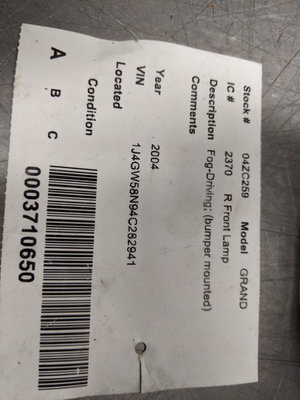 Stock # 04ZC259 Model GRAND
IC # 2370 R Front Lamp
Description Fog-Driving; (bumper mounted)
Comments
Year 2004
VIN 1J4GW58N94C282941
Located
Condition
A B C
0003710650